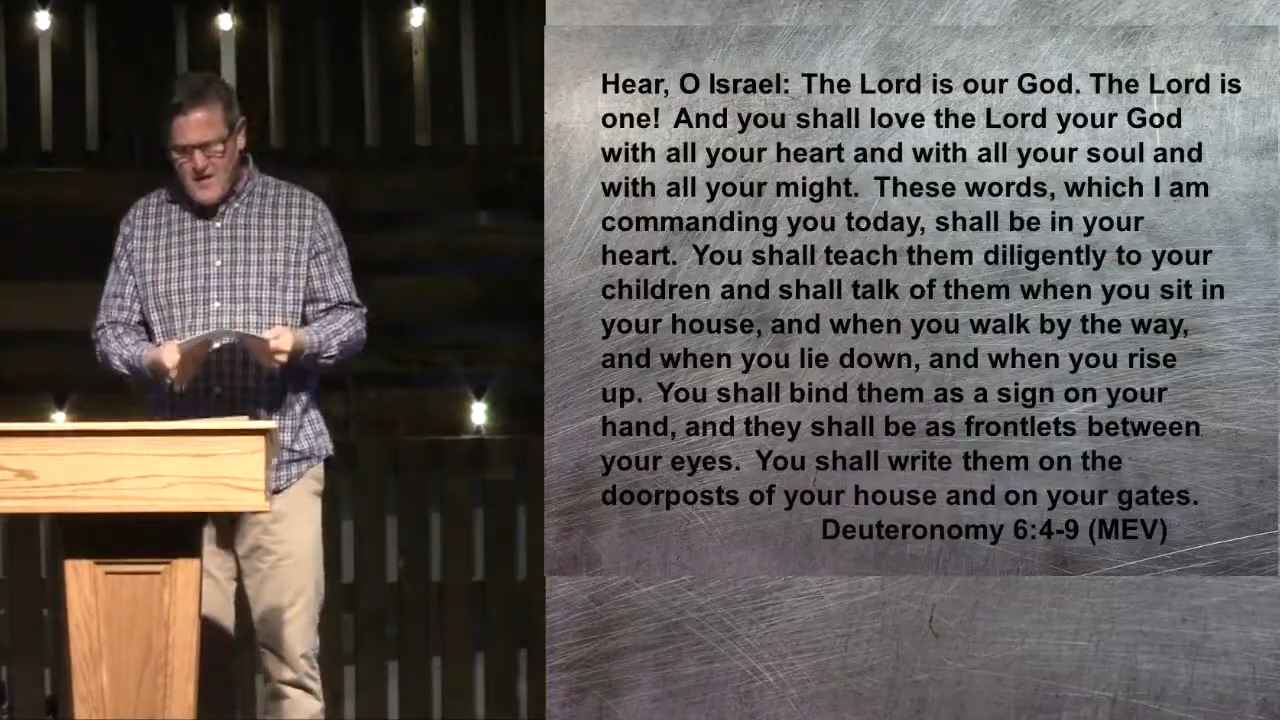 Hear, O Israel: The Lord is our God. The Lord is
one!  And you shall love the Lord your God
with all your heart and with all your soul and
with all your might.  These words, which I am
commanding you today, shall be in your
heart.  You shall teach them diligently to your
children and shall talk of them when you sit in
your house, and when you walk by the way,
and when you lie down, and when you rise
up.  You shall bind them as a sign on your
hand, and they shall be as frontlets between
your eyes.  You shall write them on the
doorposts of your house and on your gates.
Deuteronomy 6:4-9 (MEV)